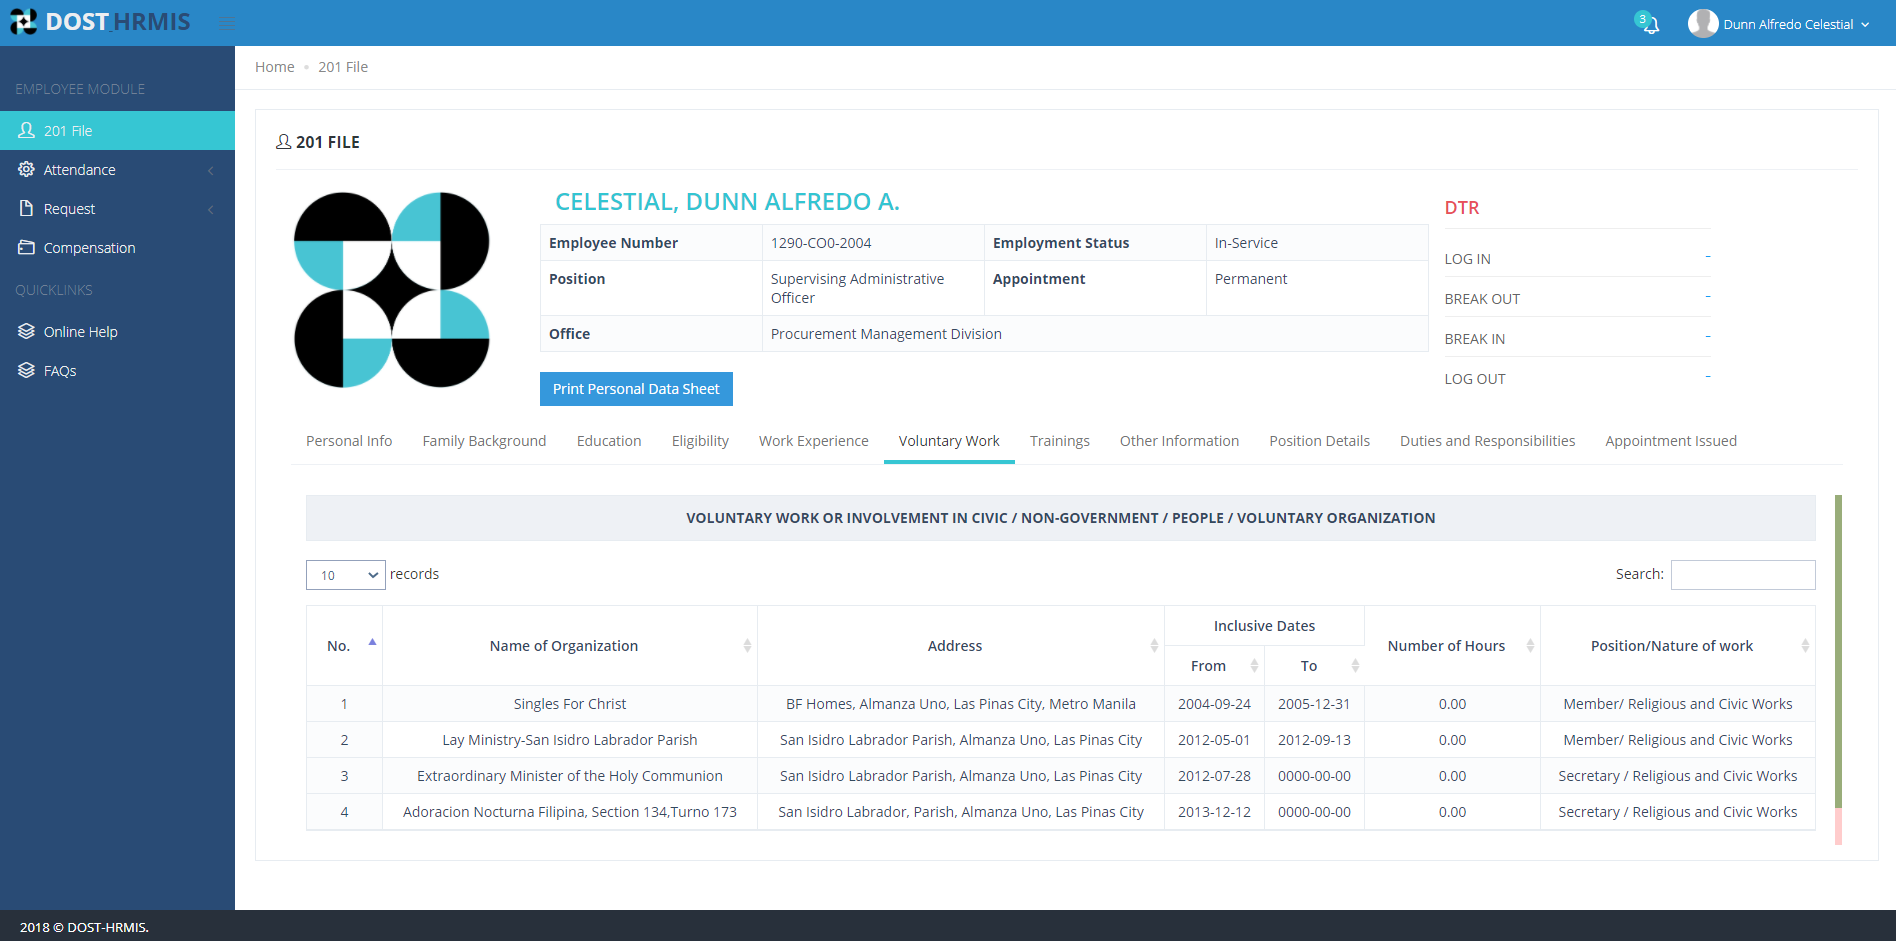 DOST_HRMIS
3
Dunn Alfredo Celestial
EMPLOYEE MODULE
201 File
Attendance
Request
Compensation
QUICKLINKS
Online Help
FAQs
Home
201 File
201 FILE
CELESTIAL, DUNN ALFREDO A.
Employee Number 1290-CO0-2004 Employment Status In-Service
Position Supervising Administrative Officer Appointment Permanent
Office Procurement Management Division
Print Personal Data Sheet
DTR
LOG IN -
BREAK OUT -
BREAK IN -
LOG OUT -
Personal Info Family Background Education Eligibility Work Experience Voluntary Work Trainings Other Information Position Details Duties and Responsibilities Appointment Issued
VOLUNTARY WORK OR INVOLVEMENT IN CIVIC / NON-GOVERNMENT / PEOPLE / VOLUNTARY ORGANIZATION
10 records Search:
No. Name of Organization Address Inclusive Dates Number of Hours Position/Nature of work
From To
1 Singles For Christ BF Homes, Almanza Uno, Las Pinas City, Metro Manila 2004-09-24 2005-12-31 0.00 Member/ Religious and Civic Works
2 Lay Ministry-San Isidro Labrador Parish San Isidro Labrador Parish, Almanza Uno, Las Pinas City 2012-05-01 2012-09-13 0.00 Member/ Religious and Civic Works
3 Extraordinary Minister of the Holy Communion San Isidro Labrador Parish, Almanza Uno, Las Pinas City 2012-07-28 0000-00-00 0.00 Secretary / Religious and Civic Works
4 Adoracion Nocturna Filipina, Section 134,Turno 173 San Isidro Labrador, Parish, Almanza Uno, Las Pinas City 2013-12-12 0000-00-00 0.00 Secretary / Religious and Civic Works
2018 © DOST-HRMIS.